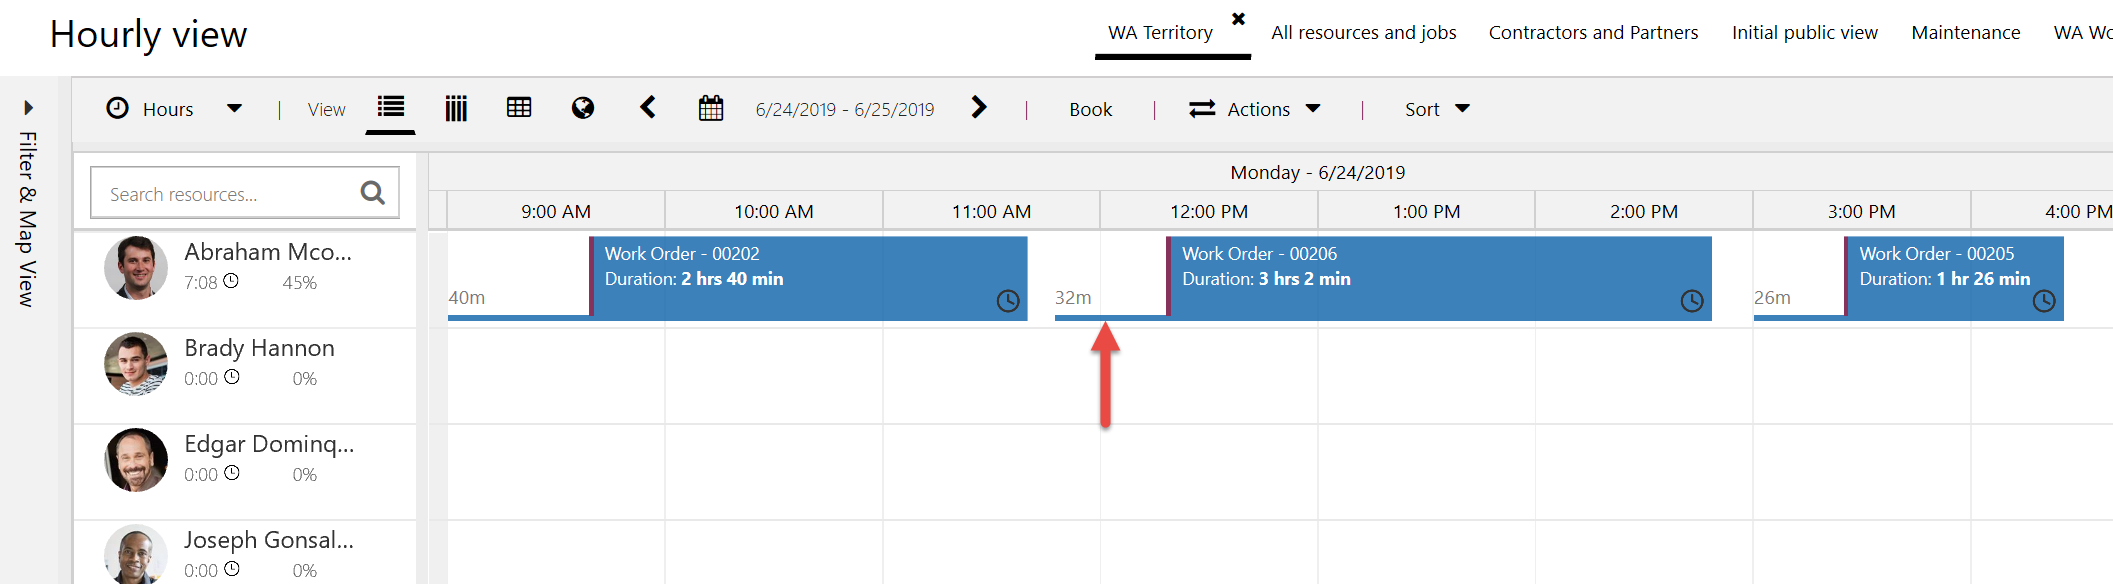 Hourly view
WA Territory
All resources and jobs
Contractors and Partners
Initial public view
Maintenance
WA Wo
Filter & Map View
Hours
View
6/24/2019 - 6/25/2019
Book
Actions
Sort
Search resources...
Monday - 6/24/2019
9:00 AM
10:00 AM
11:00 AM
12:00 PM
1:00 PM
2:00 PM
3:00 PM
4:00 PM
Abraham Mco...
7:08
45%
40m
Work Order - 00202
Duration: 2 hrs 40 min
32m
Work Order - 00206
Duration: 3 hrs 2 min
26m
Work Order - 00205
Duration: 1 hr 26 min
Brady Hannon
0:00
0%
Edgar Dominq...
0:00
0%
Joseph Gonsal...
0:00
0%